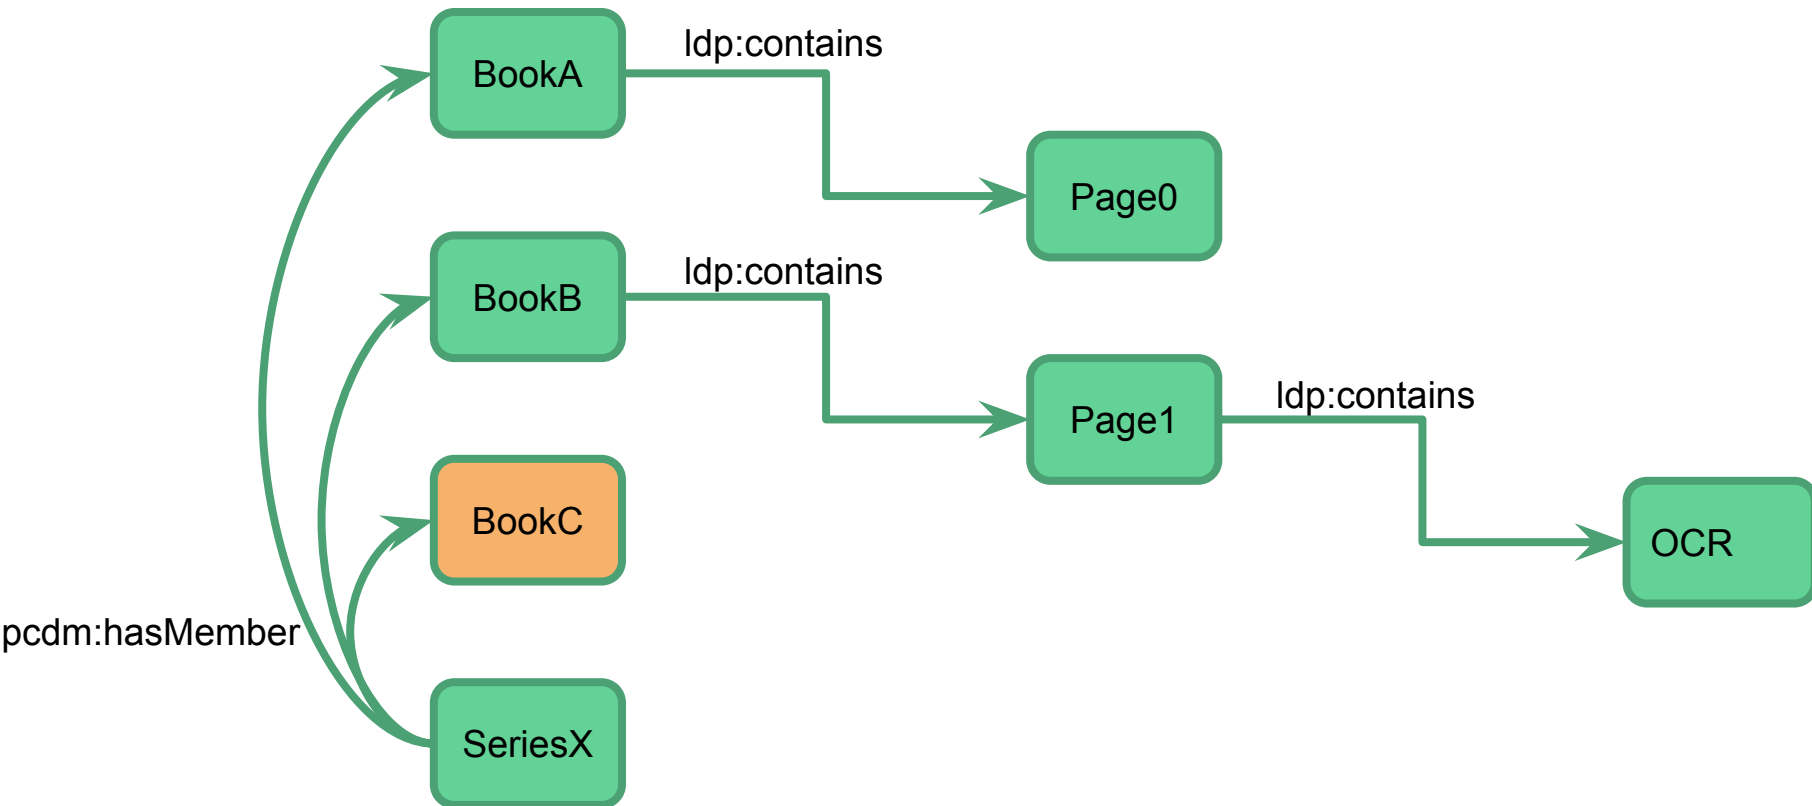 ldp:contains
BookA
Page0
ldp:contains
BookB
ldp:contains
Page1
BookC
OCR
pcdm:hasMember
SeriesX